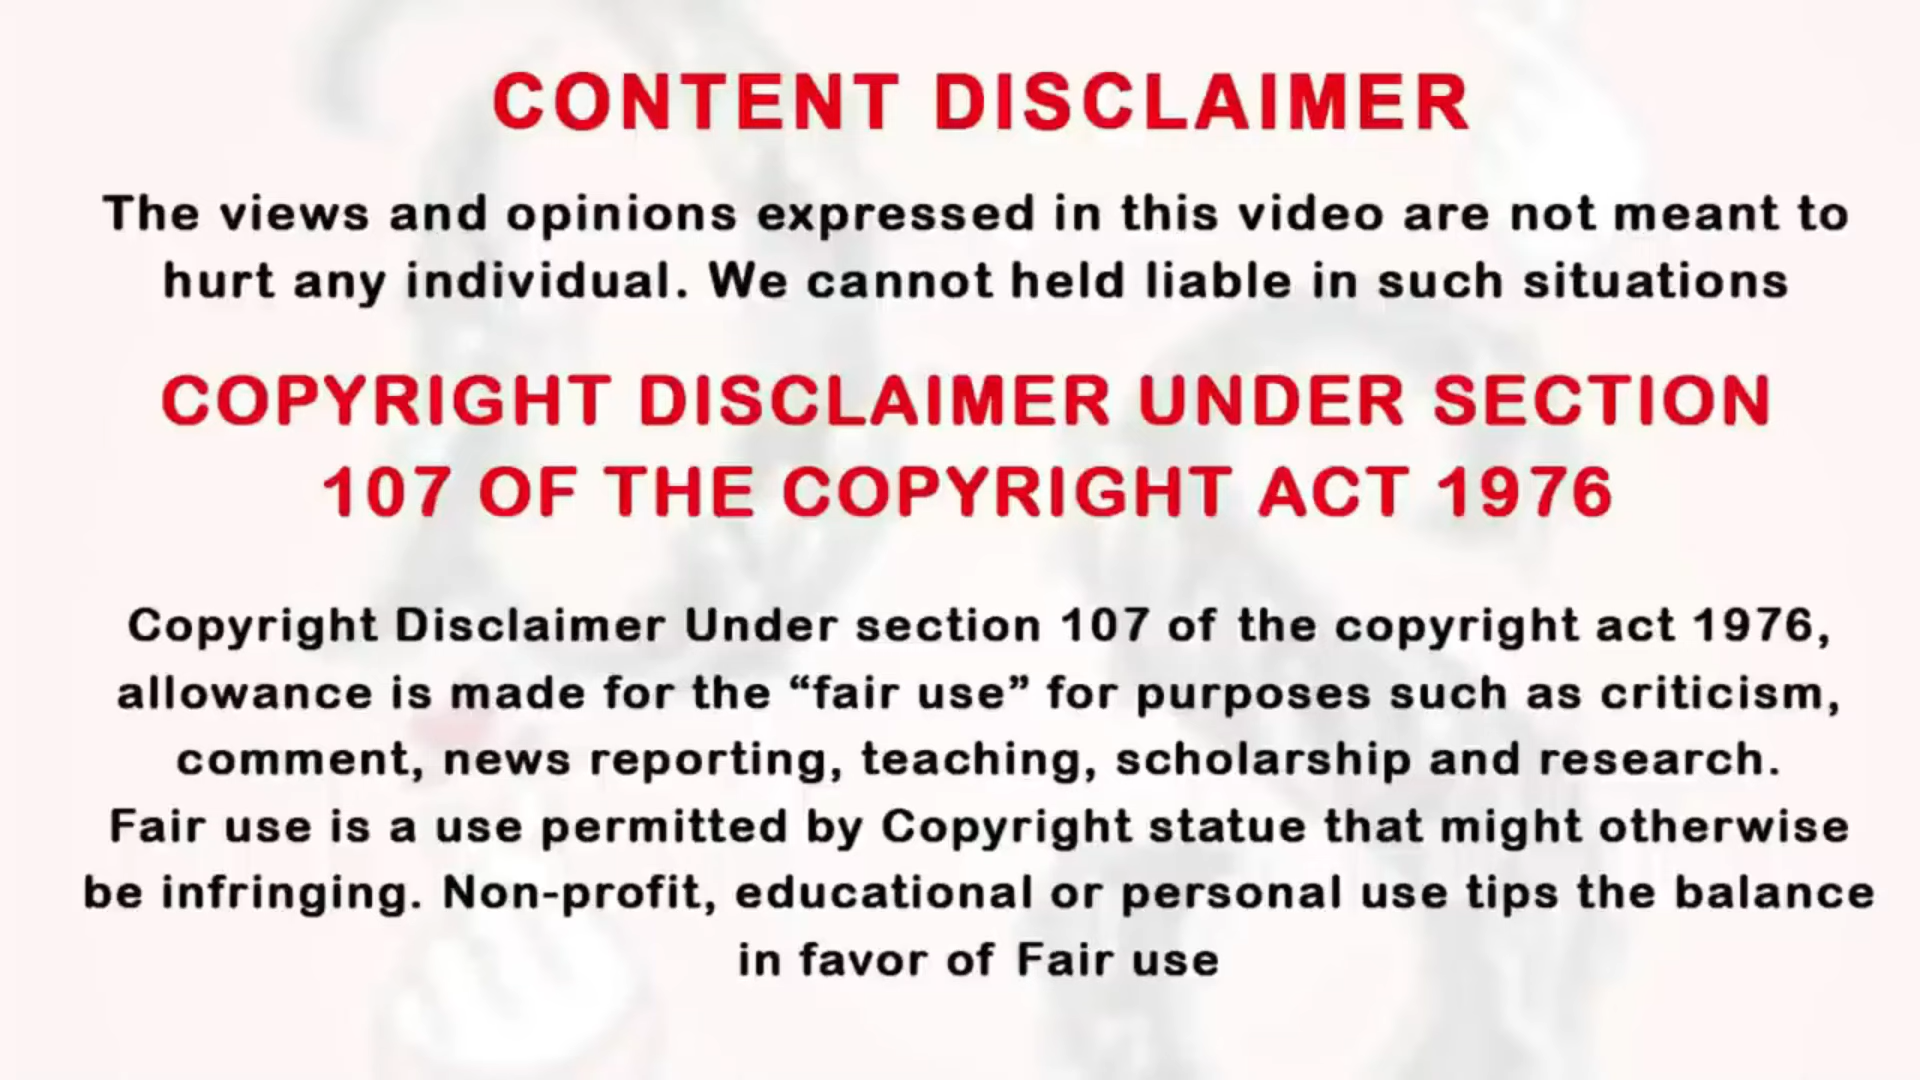 CONTENT DISCLAIMER
The views and opinions expressed in this video are not meant to
hurt any individual. We cannot held liable in such situations
COPYRIGHT DISCLAIMER UNDER SECTION
107 OF THE COPYRIGHT ACT 1976
Copyright Disclaimer Under section 107 of the copyright act 1976,
allowance is made for the “fair use” for purposes such as criticism,
comment, news reporting, teaching, scholarship and research.
Fair use is a use permitted by Copyright statue that might otherwise
be infringing. Non-profit, educational or personal use tips the balance
in favor of Fair use